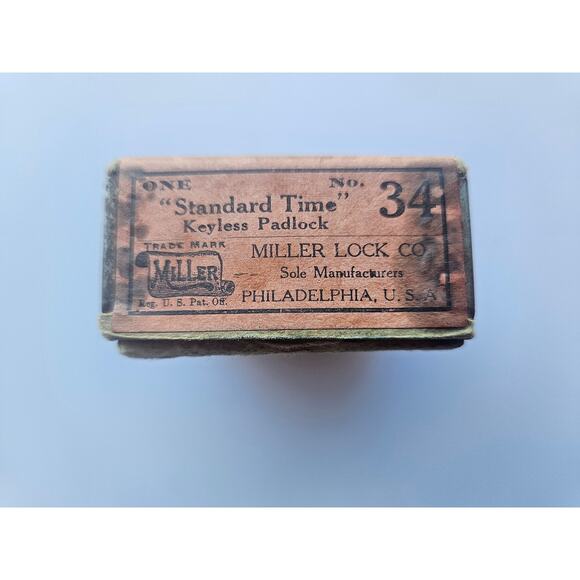 ONE No. 34
"Standard Time"
Keyless Padlock
TRADE MARK
MILLER
Reg. U. S. Pat. Off.
MILLER LOCK CO
Sole Manufacturers
PHILADELPHIA, U. S. A